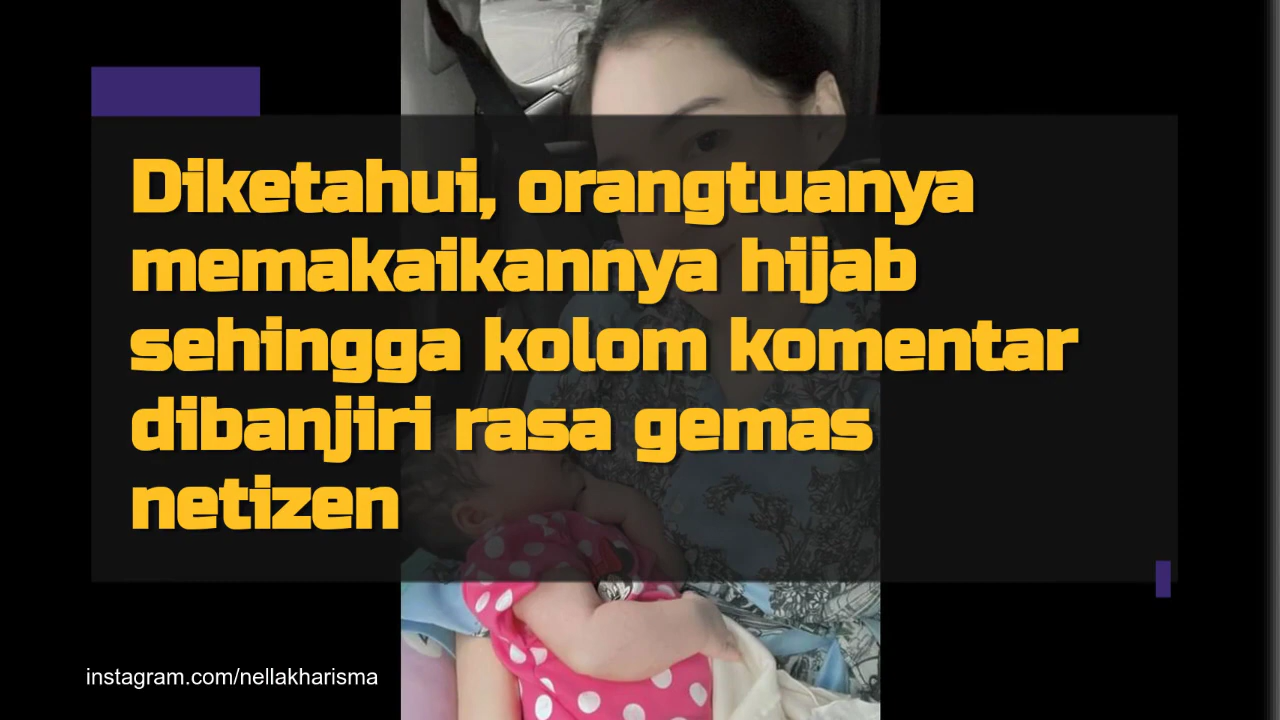 Diketahui, orangtuanya
memakaikannya hijab
sehingga kolom komentar
dibanjiri rasa gemas
netizen
instagram.com/nellakharisma